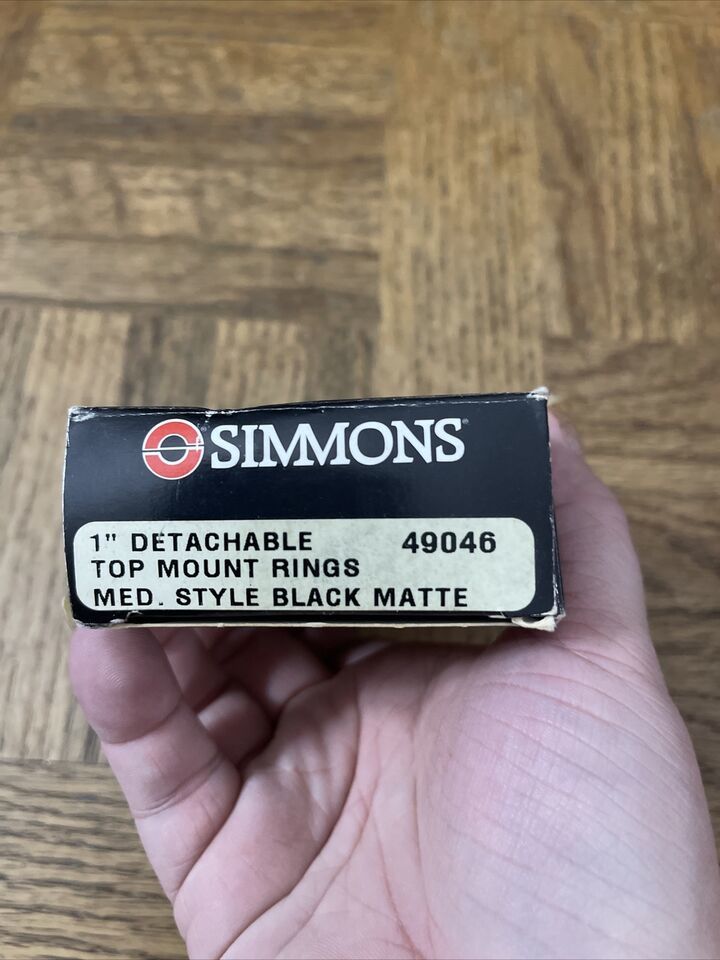 SIMMONS®
1" DETACHABLE 49046
TOP MOUNT RINGS
MED. STYLE BLACK MATTE